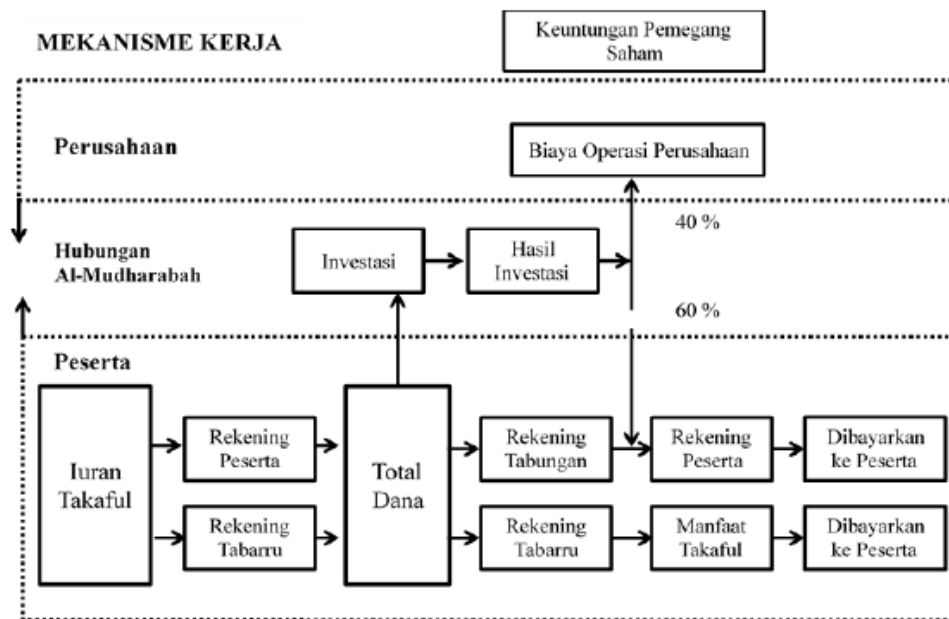 MEKANISME KERJA
Keuntungan Pemegang
Saham
Perusahaan
Biaya Operasi Perusahaan
40 %
Hubungan
Al-Mudharabah
Investasi
Hasil
Investasi
60 %
Peserta
Iuran
Takaful
Rekening
Peserta
Rekening
Tabarru
Total
Dana
Rekening
Tabungan
Rekening
Peserta
Dibayarkan
ke Peserta
Rekening
Tabarru
Manfaat
Takaful
Dibayarkan
ke Peserta